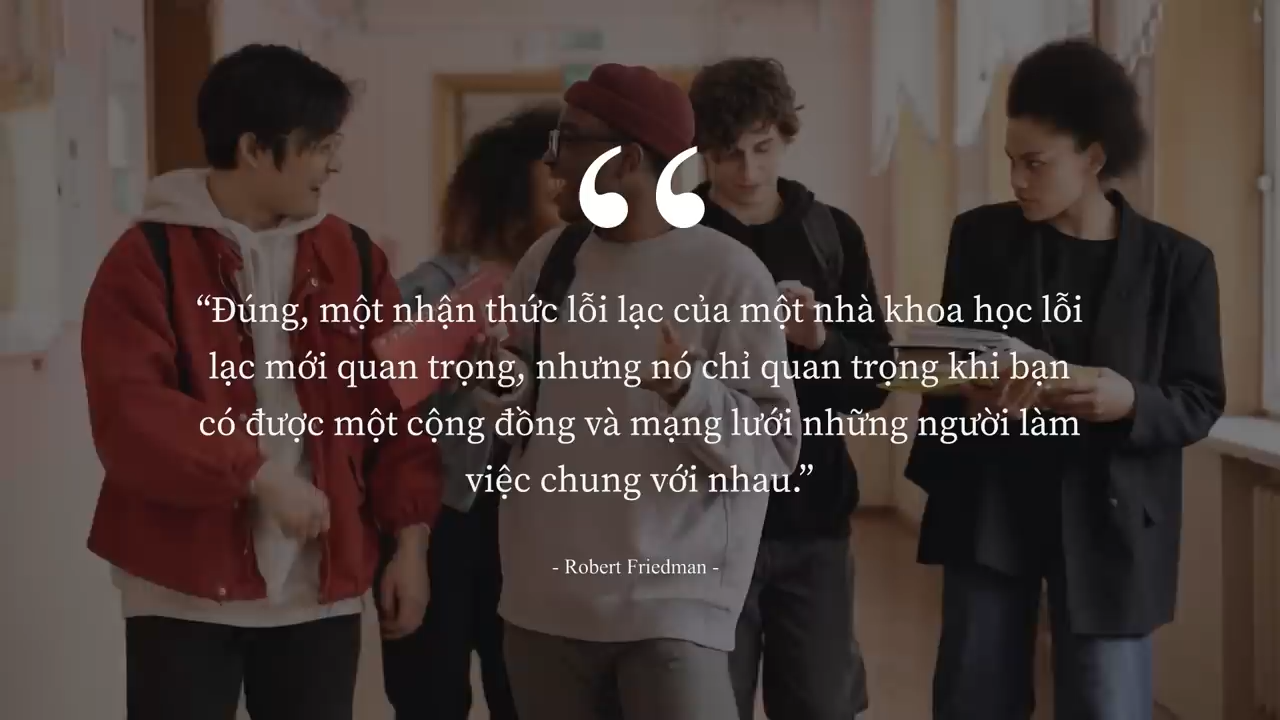 “Đúng, một nhận thức lỗi lạc của một nhà khoa học lỗi
lạc mới quan trọng, nhưng nó chỉ quan trọng khi bạn
có được một cộng đồng và mạng lưới những người làm
việc chung với nhau.”
- Robert Friedman -